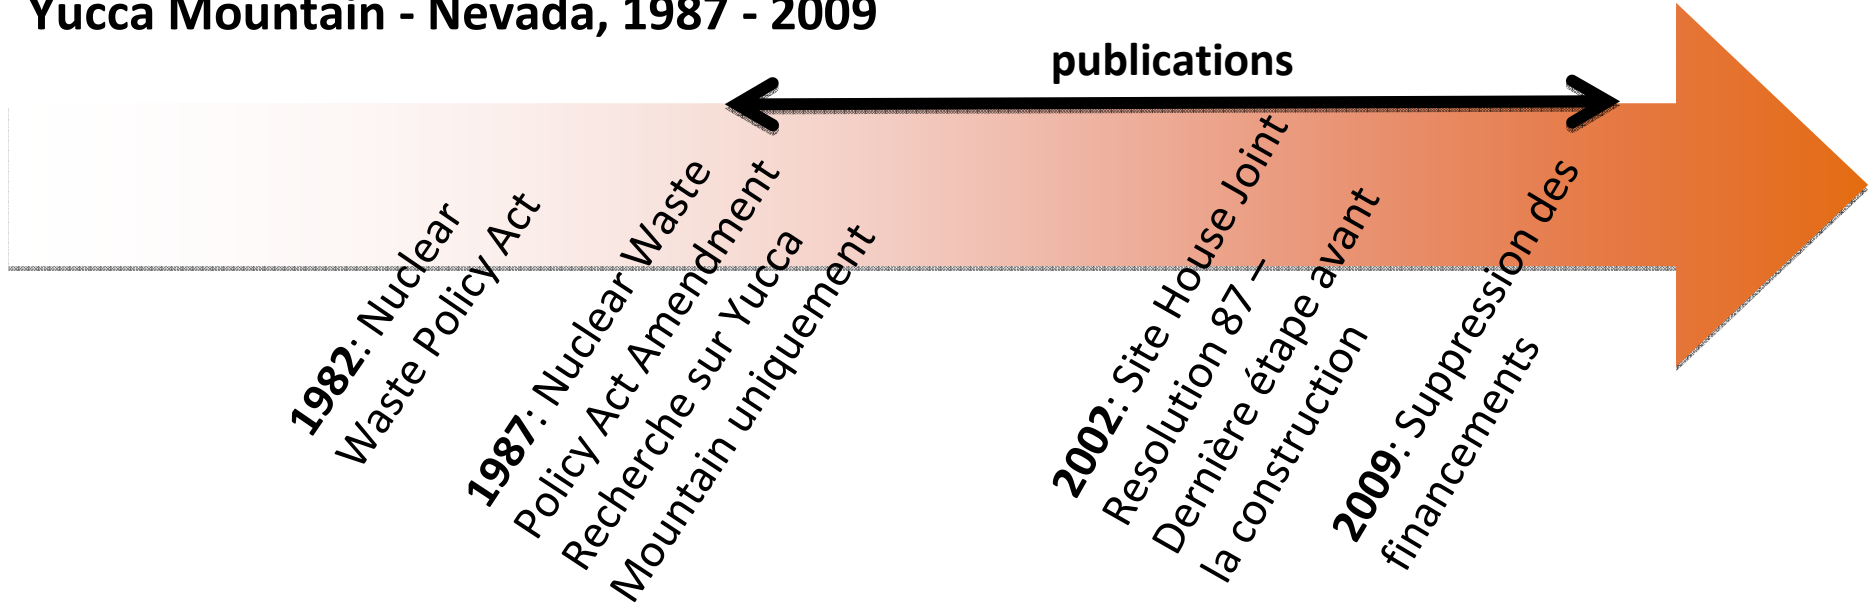 Yucca Mountain - Nevada, 1987 - 2009
publications
1982: Nuclear
Waste Policy Act
1987: Nuclear Waste
Policy Act Amendment
Recherche sur Yucca
Mountain uniquement
2002: Site House Joint
Resolution 87 –
Dernière étape avant
la construction
2009: Suppression des
financements